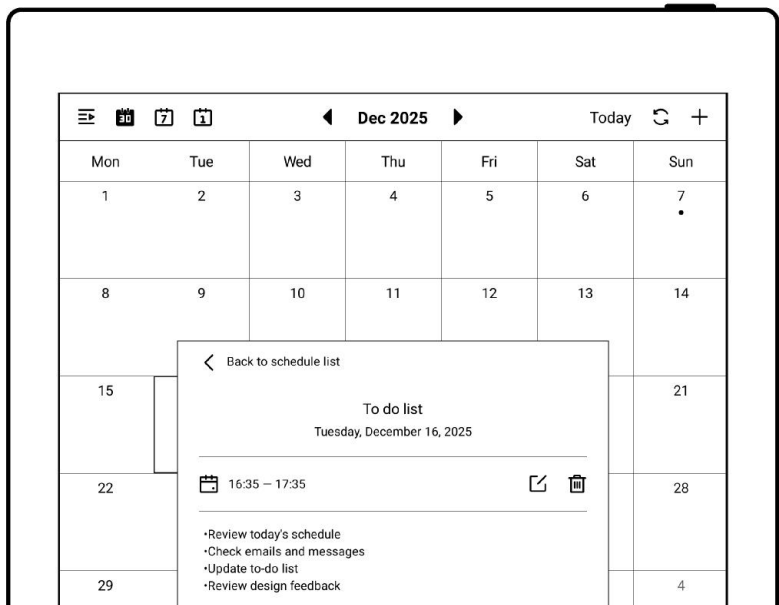 30 7 1 Dec 2025 Today
Mon Tue Wed Thu Fri Sat Sun
1 2 3 4 5 6 7
8 9 10 11 12 13 14
15 21
22 28
29 4
Back to schedule list
To do list
Tuesday, December 16, 2025
16:35 — 17:35
•Review today's schedule
•Check emails and messages
•Update to-do list
•Review design feedback